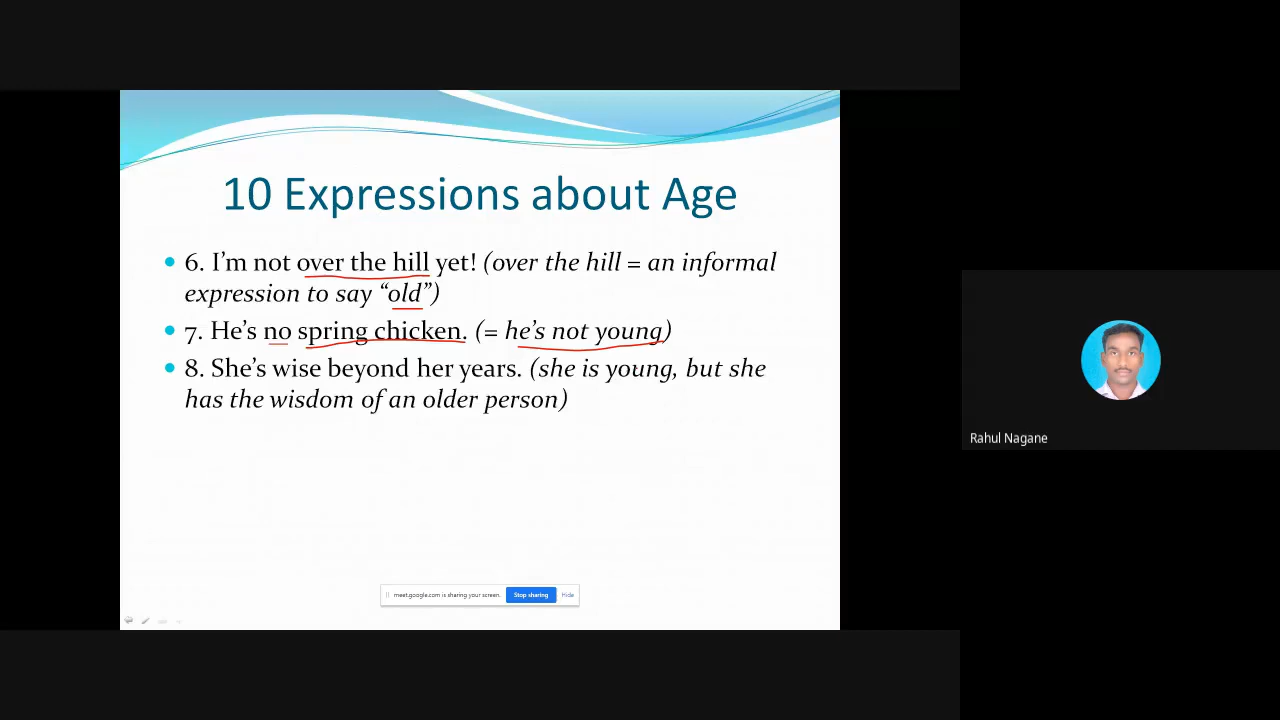 10 Expressions about Age
6. I'm not over the hill yet! (over the hill = an informal
expression to say “old”)
7. He's no spring chicken. (= he's not young)
8. She's wise beyond her years. (she is young, but she
has the wisdom of an older person)
Rahul Nagane
meet.google.com is sharing your screen. Stop sharing Hide